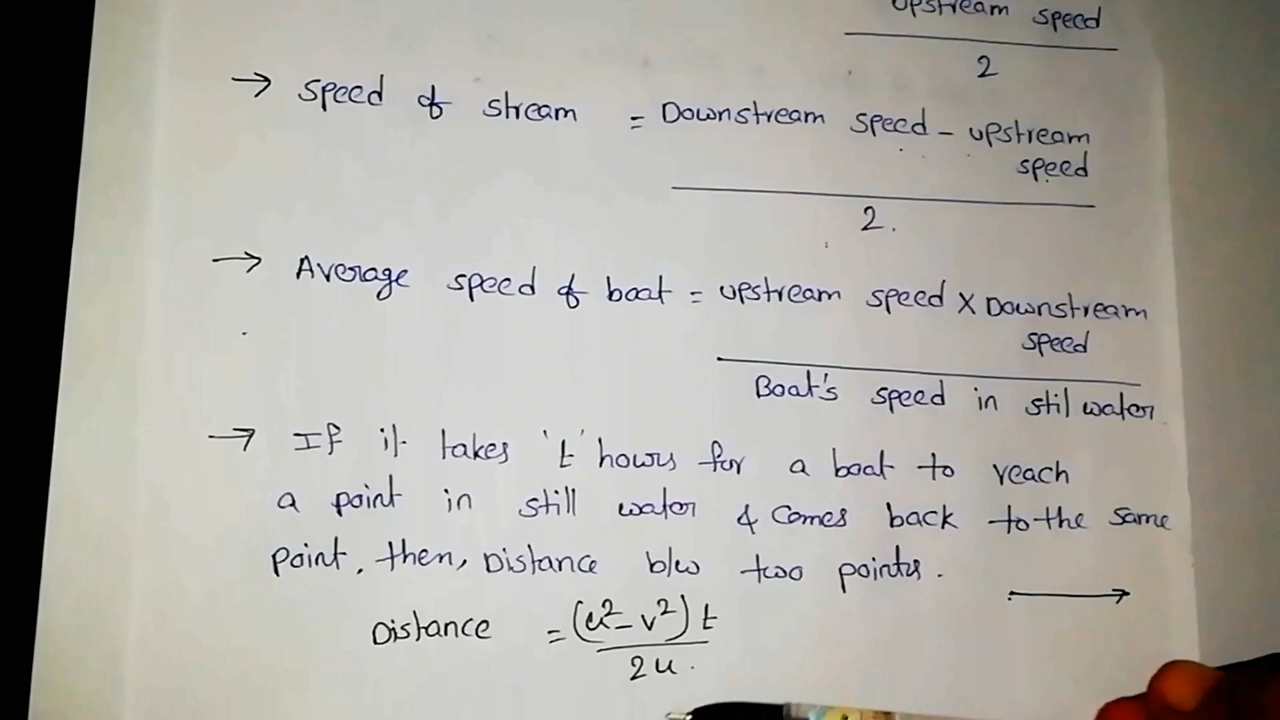 upstream speed
2
→ Speed of stream = Downstream speed - upstream
speed
2.
→ Average speed of boat = upstream speed X Downstream
speed
Boat's speed in stil water
→ If it takes 't' hours for a boat to reach
a point in still water & comes back to the same
point, then, Distance b/w two points.
Distance = (u²-v²) t
2u.